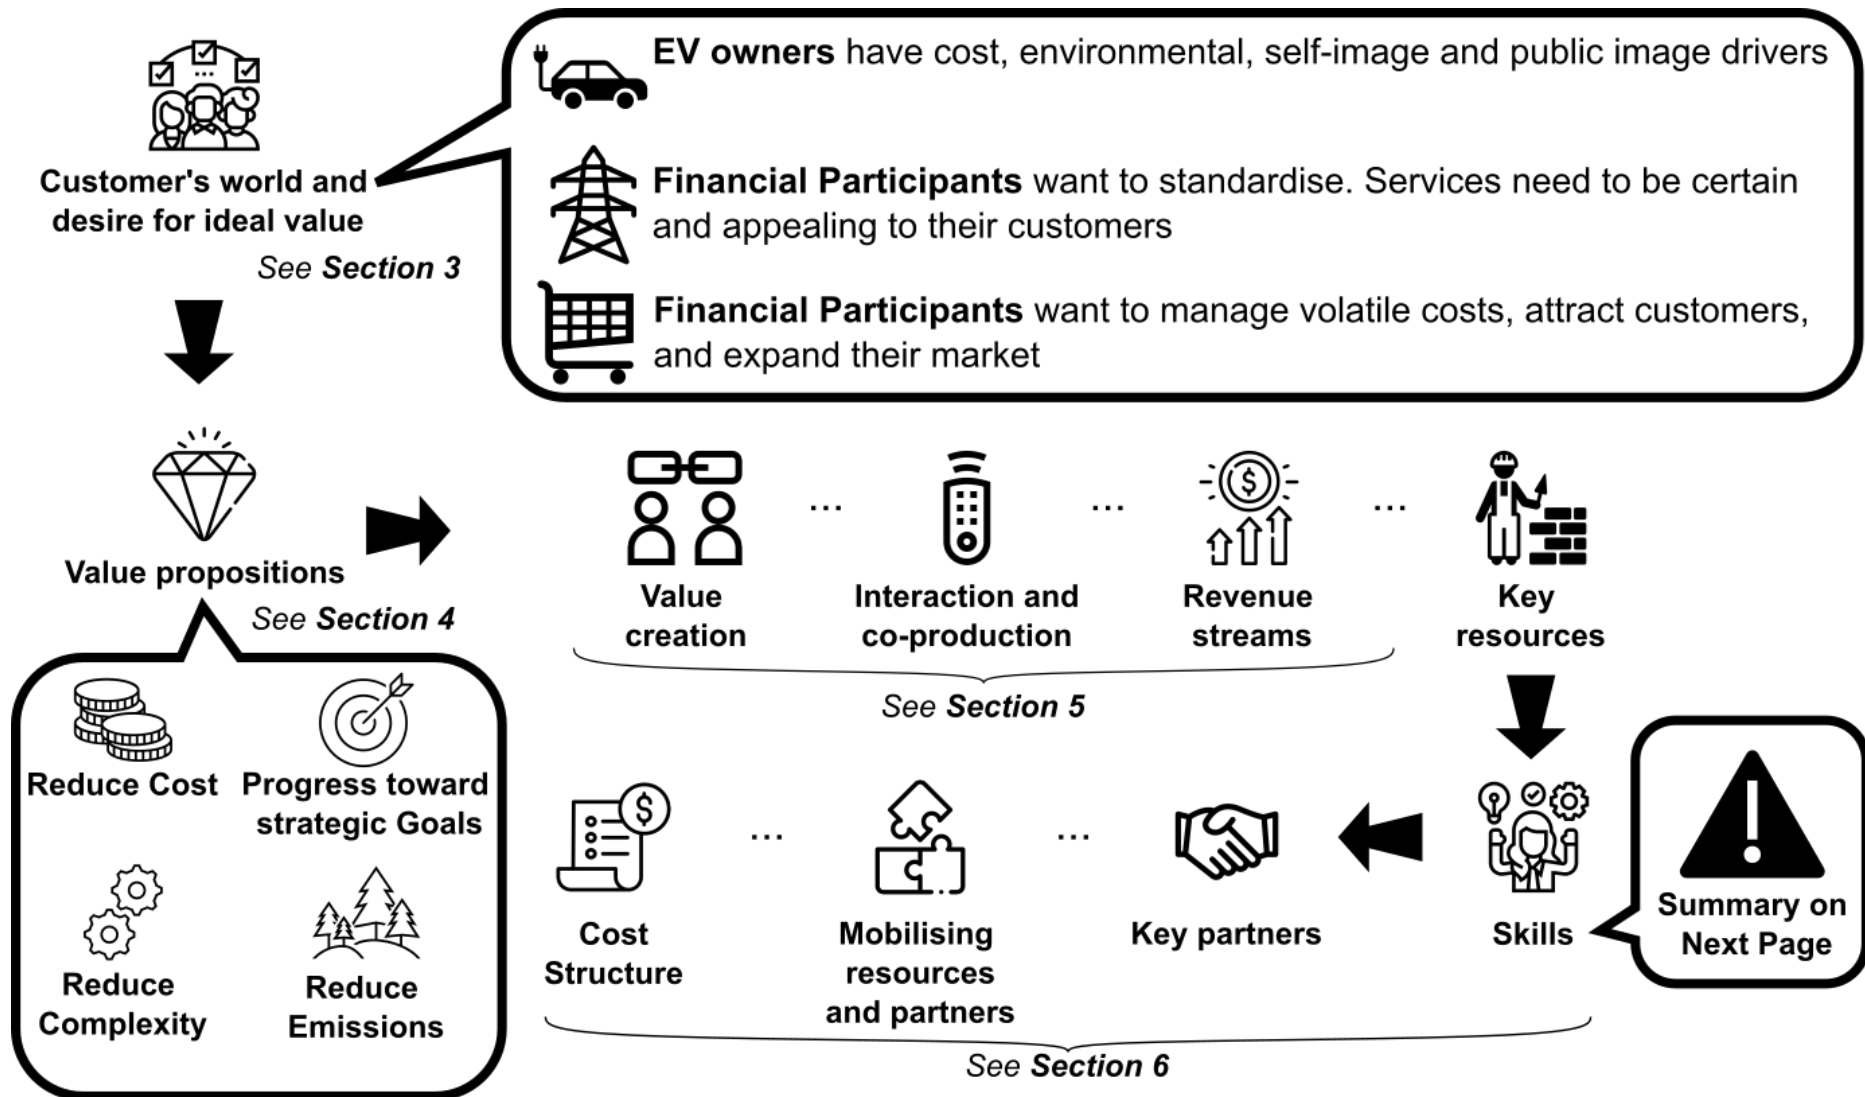 EV owners have cost, environmental, self-image and public image drivers
Financial Participants want to standardise. Services need to be certain
and appealing to their customers
Financial Participants want to manage volatile costs, attract customers,
and expand their market
Customer's world and
desire for ideal value
See Section 3
Value propositions
See Section 4
Reduce Cost
Progress toward
strategic Goals
Reduce
Complexity
Reduce
Emissions
Value
creation
...
Interaction and
co-production
...
$
Revenue
streams
...
Key
resources
See Section 5
Skills
!
Summary on
Next Page
Key partners
...
Mobilising
resources
and partners
...
$
Cost
Structure
See Section 6